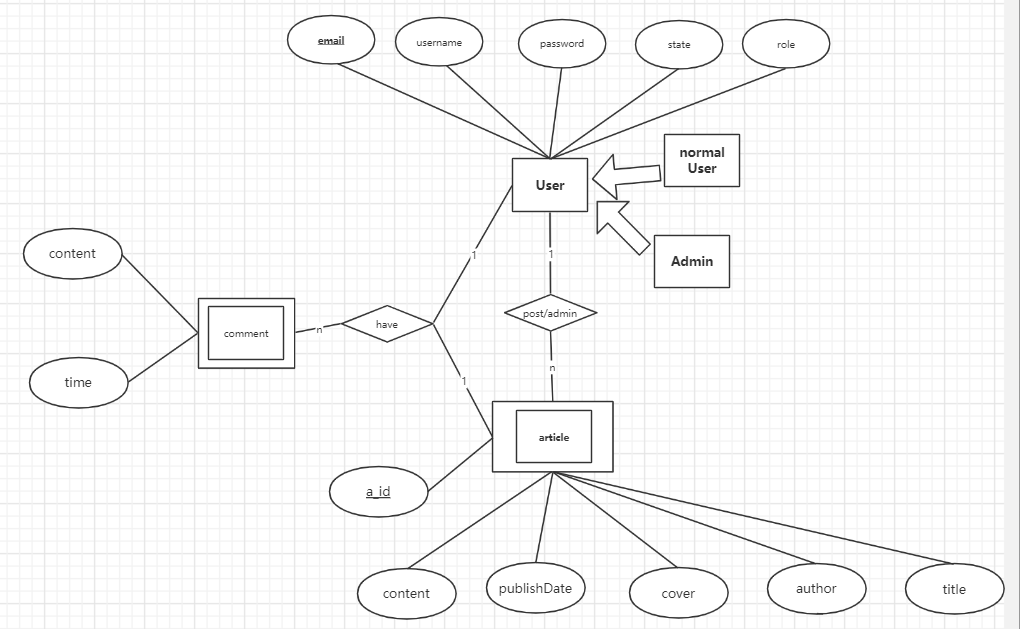 email
username
password
state
role
normal
User
User
Admin
content
1
1
comment
n
have
post/admin
time
1
n
article
a_id
content
publishDate
cover
author
title